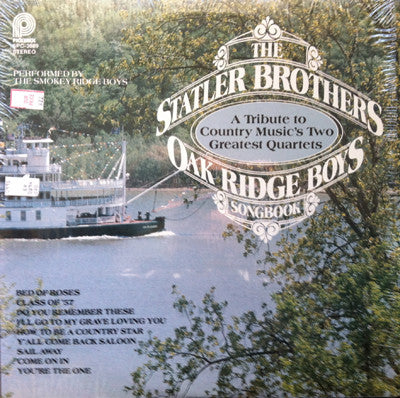 PICKWICK
SPC-3669
STEREO
PERFORMED BY
THE SMOKEY RIDGE BOYS
THE
STATLER BROTHERS
A Tribute to
Country Music's Two
Greatest Quartets
OAK RIDGE BOYS
SONGBOOK
BED OF ROSES
CLASS OF '57
DO YOU REMEMBER THESE
I'LL GO TO MY GRAVE LOVING YOU
HOW TO BE A COUNTRY STAR
Y'ALL COME BACK SALOON
SAIL AWAY
COME ON IN
YOU'RE THE ONE